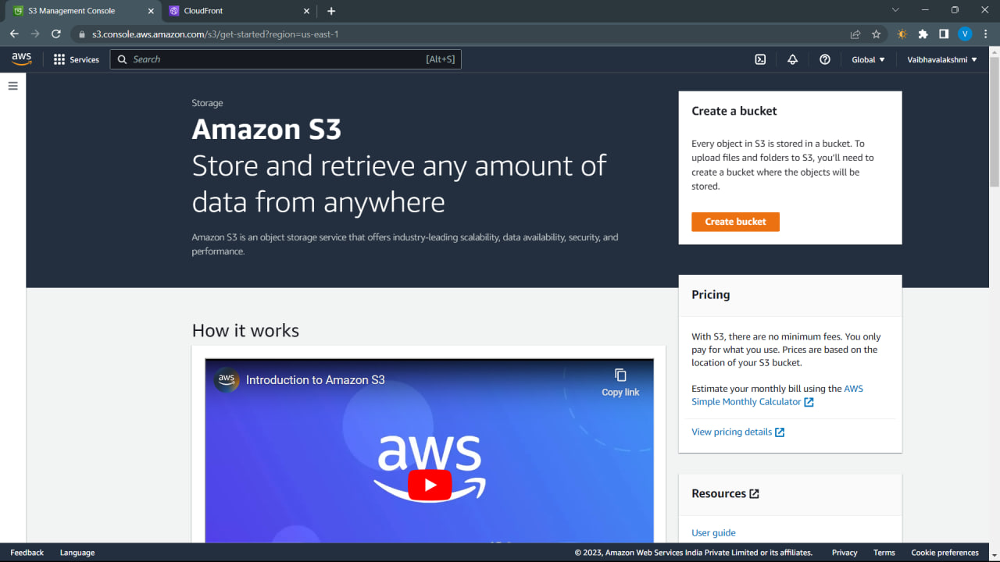 S3 Management Console
CloudFront
s3.console.aws.amazon.com/s3/get-started?region=us-east-1
V
aws
Services
Search
[Alt+S]
Global
Vaibhavalakshmi
Storage
Amazon S3
Store and retrieve any amount of
data from anywhere
Amazon S3 is an object storage service that offers industry-leading scalability, data availability, security, and
performance.
Create a bucket
Every object in S3 is stored in a bucket. To
upload files and folders to S3, you'll need to
create a bucket where the objects will be
stored.
Create bucket
Pricing
With S3, there are no minimum fees. You only
pay for what you use. Prices are based on the
location of your S3 bucket.
Estimate your monthly bill using the AWS
Simple Monthly Calculator
View pricing details
How it works
aws
Introduction to Amazon S3
Copy link
aws
Resources
User guide
Feedback
Language
© 2023, Amazon Web Services India Private Limited or its affiliates.
Privacy
Terms
Cookie preferences